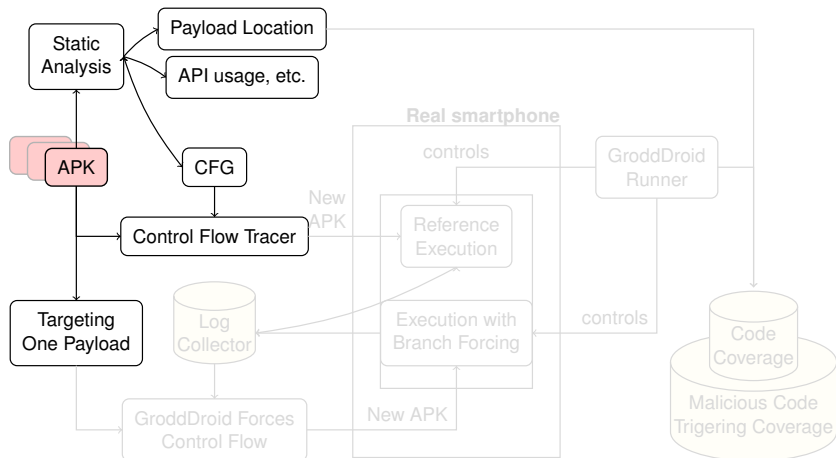 Payload Location
Static
Analysis
API usage, etc.
Real smartphone
APK
CFG
controls
GroddDroid
Runner
New
APK
Control Flow Tracer
Reference
Execution
Targeting
One Payload
Log
Collector
Execution with
Branch Forcing
controls
Code
Coverage
GroddDroid Forces
Control Flow
New APK
Malicious Code
Trigering Coverage